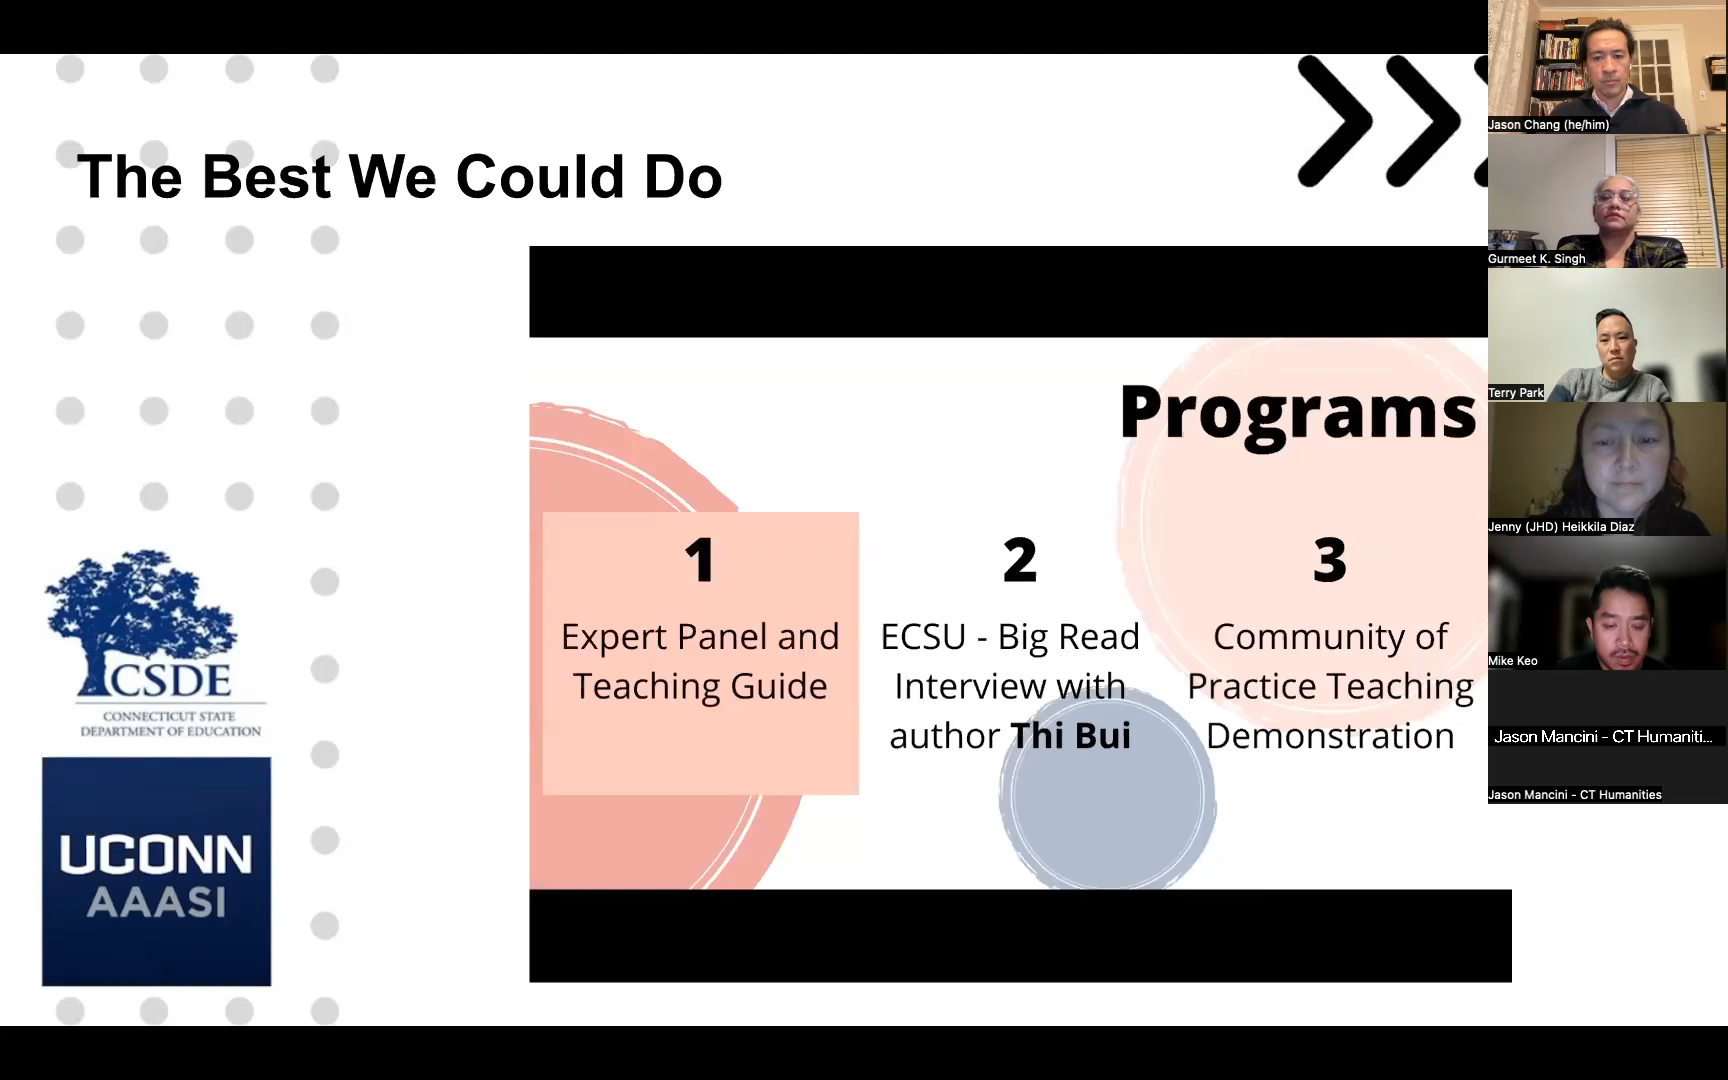 The Best We Could Do
Programs
1
Expert Panel and
Teaching Guide
2
ECSU - Big Read
Interview with
author Thi Bui
3
Community of
Practice Teaching
Demonstration
CSDE
CONNECTICUT STATE
DEPARTMENT OF EDUCATION
UCONN
AAASI
Jason Chang (he/him)
Gurmeet K. Singh
Terry Park
Jenny (JHD) Heikkila Diaz
Mike Keo
Jason Mancini - CT Humaniti...
Jason Mancini - CT Humanities